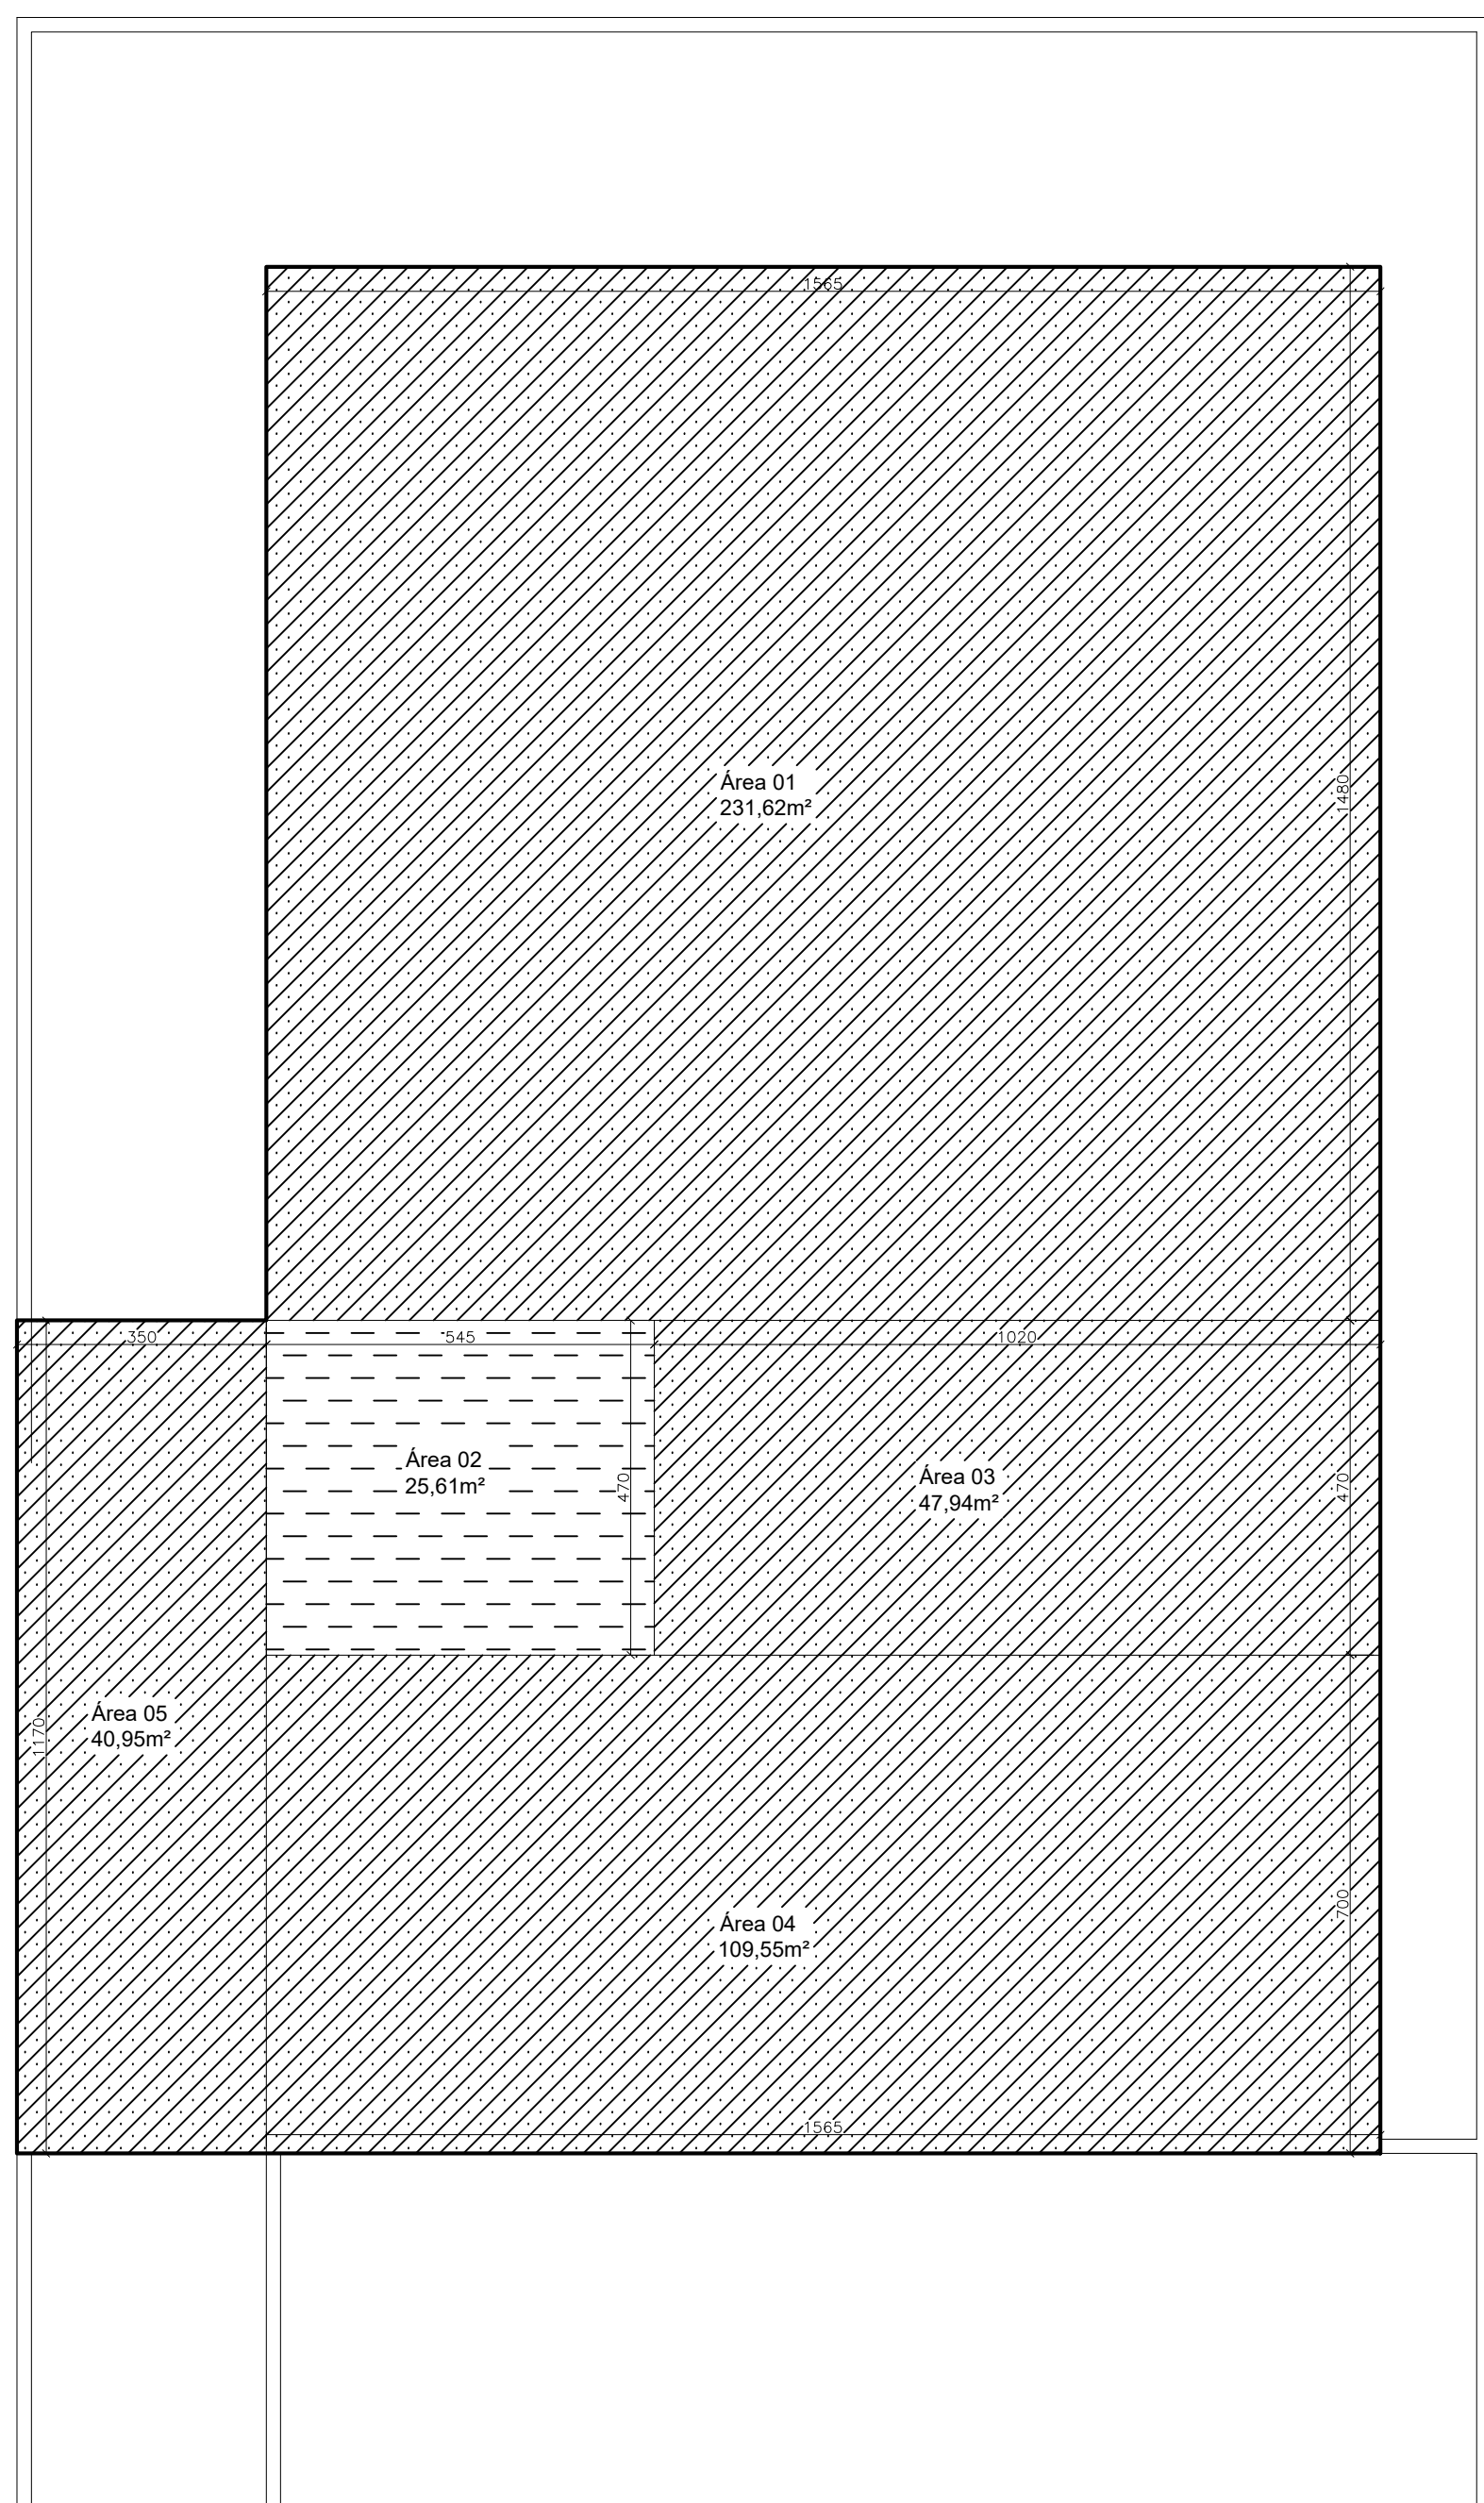 1565
Área 01
231,62m²
1480
350
545
1020
Área 02
25,61m²
470
Área 03
47,94m²
470
Área 05
40,95m²
1170
Área 04
109,55m²
700
1565